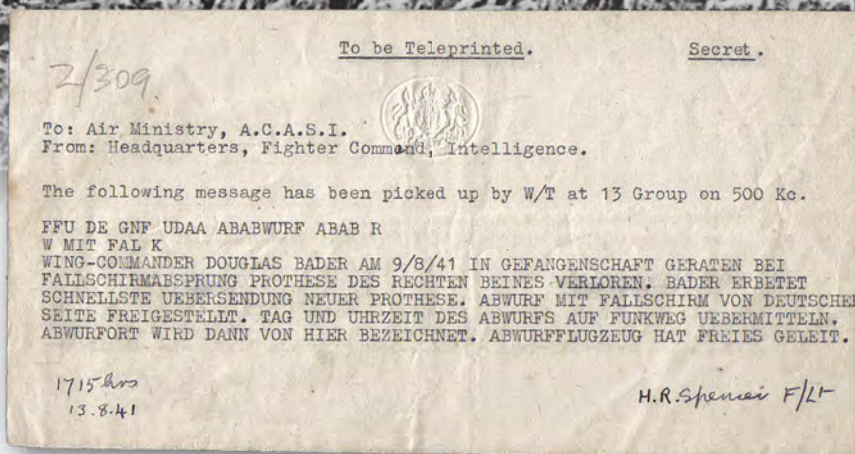 To be Teleprinted. Secret.
2/309.
To: Air Ministry, A.C.A.S.I.
From: Headquarters, Fighter Command, Intelligence.
The following message has been picked up by W/T at 13 Group on 500 Kc.
FFU DE GNF UDAA ABABWURF ABAB R
W MIT FAL K
WING-COMMANDER DOUGLAS BADER AM 9/8/41 IN GEFANGENSCHAFT GERATEN BEI
FALLSCHIRMABSPRUNG PROTHESE DES RECHTEN BEINES VERLOREN. BADER ERBETET
SCHNELLSTE UEBERSENDUNG NEUER PROTHESE. ABWURF MIT FALLSCHIRM VON DEUTSCHER
SEITE FREIGESTELLT. TAG UND UHRZEIT DES ABWURFS AUF FUNKWEG UEBERMITTELN.
ABWURFORT WIRD DANN VON HIER BEZEICHNET. ABWURFFLUGZEUG HAT FREIES GELEIT.
1715 hrs
13.8.41
H.R. Spencer F/Lt